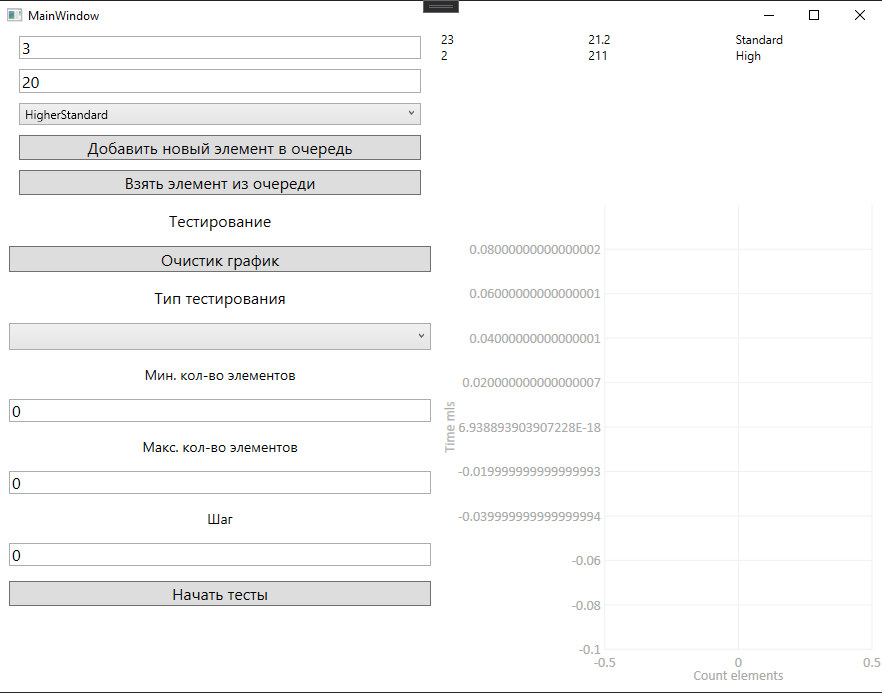 MainWindow
3
20
HigherStandard
Добавить новый элемент в очередь
Взять элемент из очереди
Тестирование
Очистик график
Тип тестирования
Мин. кол-во элементов
0
Макс. кол-во элементов
0
Шаг
0
Начать тесты
23 21.2 Standard
2 211 High
0.08000000000000002
0.06000000000000001
0.04000000000000001
0.020000000000000007
6.938893903907228E-18
-0.019999999999999993
-0.039999999999999994
-0.06
-0.08
-0.1
Time mls
-0.5 0 0.5
Count elements